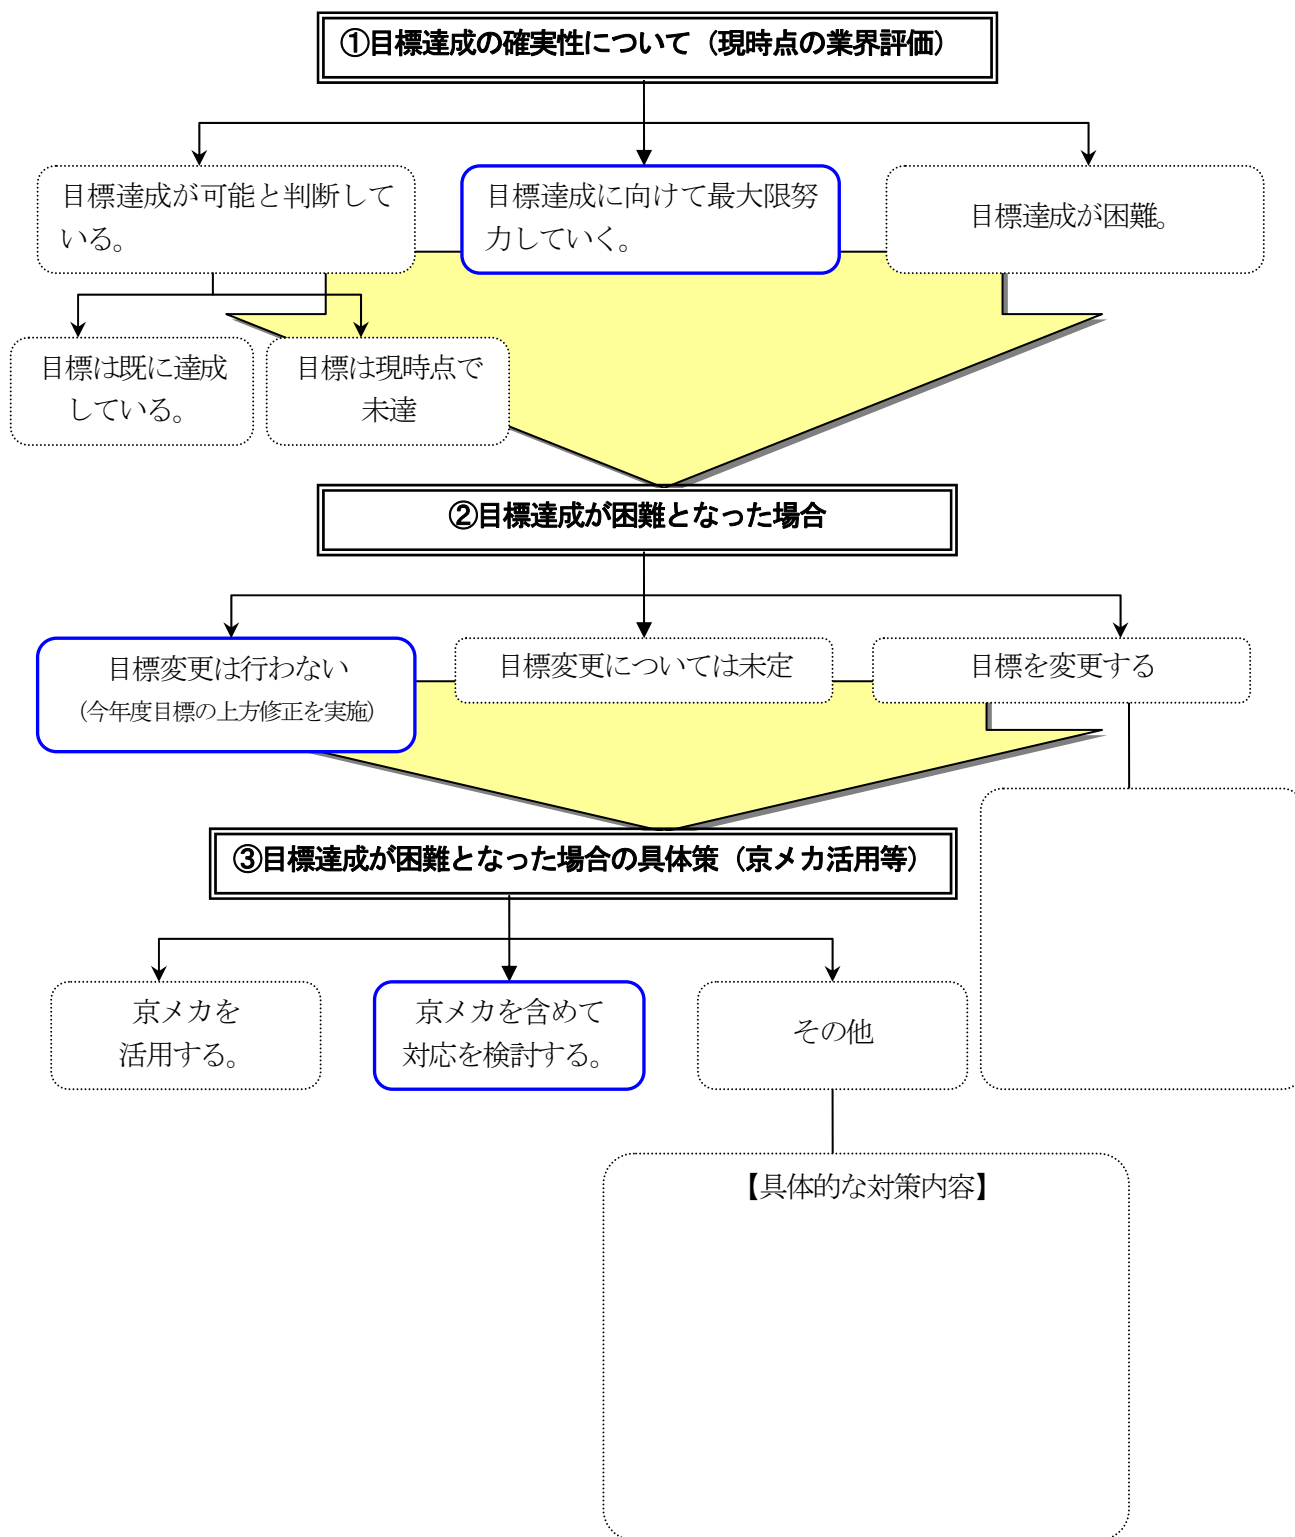 ①目標達成の確実性について（現時点の業界評価）
目標達成が可能と判断して
いる。
目標達成に向けて最大限努
力していく。
目標達成が困難。
目標は既に達成
している。
目標は現時点で
未達
②目標達成が困難となった場合
目標変更は行わない
（今年度目標の上方修正を実施）
目標変更については未定
目標を変更する
③目標達成が困難となった場合の具体策（京メカ活用等）
京メカを
活用する。
京メカを含めて
対応を検討する。
その他
【具体的な対策内容】